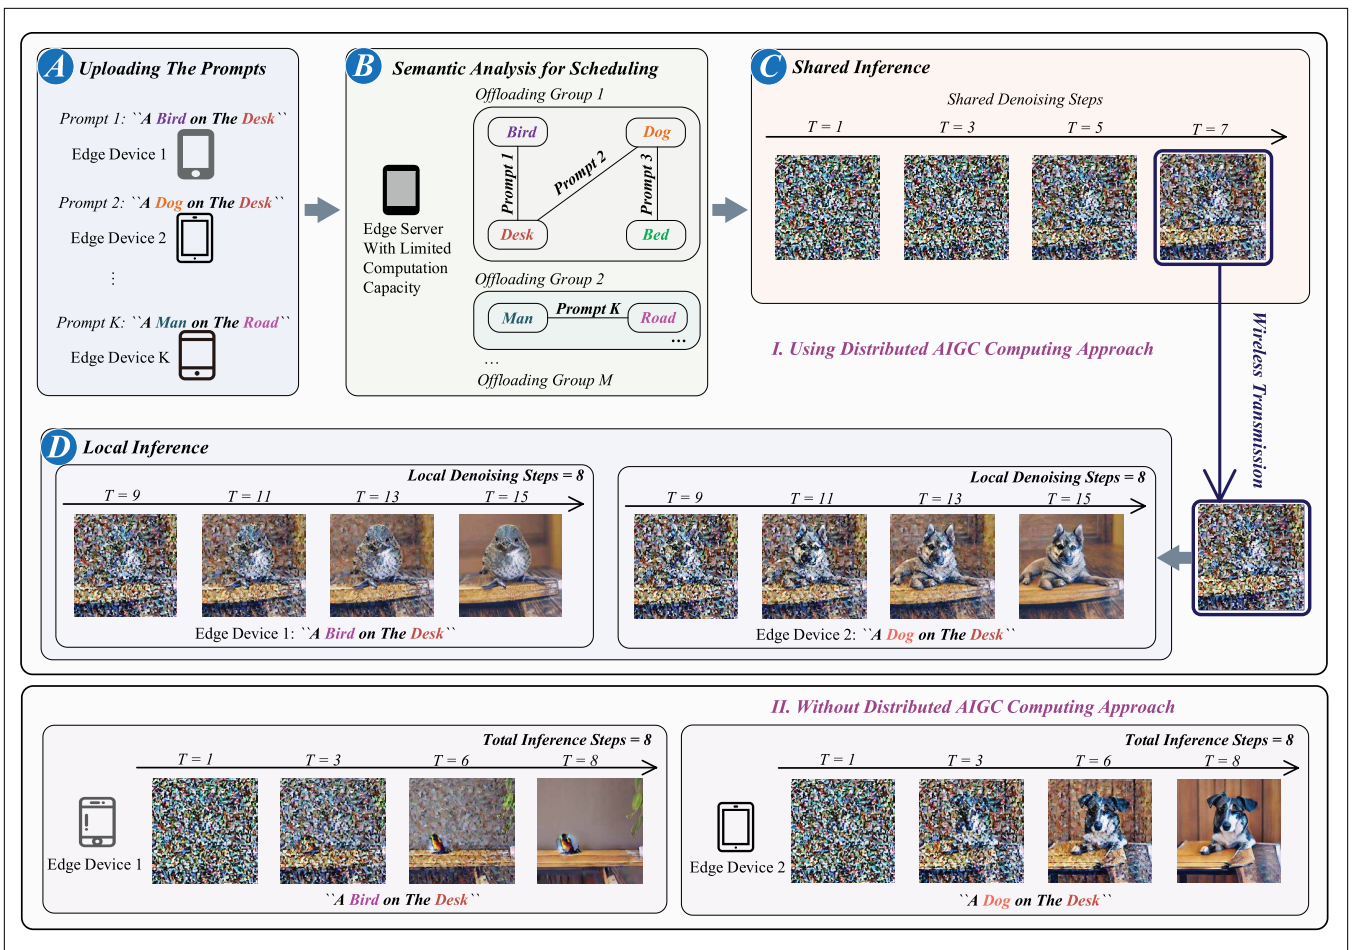 A Uploading The Prompts
Prompt 1: ``A Bird on The Desk``
Edge Device 1
Prompt 2: ``A Dog on The Desk``
Edge Device 2
⋮
Prompt K: ``A Man on The Road``
Edge Device K
B Semantic Analysis for Scheduling
Edge Server
With Limited
Computation
Capacity
Offloading Group 1
Bird
Dog
Prompt 1
Prompt 2
Prompt 3
Desk
Bed
Offloading Group 2
Man
Prompt K
Road
...
...
Offloading Group M
C Shared Inference
Shared Denoising Steps
T = 1 T = 3 T = 5 T = 7
I. Using Distributed AIGC Computing Approach
Wireless Transmission
D Local Inference
Local Denoising Steps = 8
T = 9 T = 11 T = 13 T = 15
Edge Device 1: ``A Bird on The Desk``
Local Denoising Steps = 8
T = 9 T = 11 T = 13 T = 15
Edge Device 2: ``A Dog on The Desk``
II. Without Distributed AIGC Computing Approach
Total Inference Steps = 8
T = 1 T = 3 T = 6 T = 8
Edge Device 1
``A Bird on The Desk``
Total Inference Steps = 8
T = 1 T = 3 T = 6 T = 8
Edge Device 2
``A Dog on The Desk``